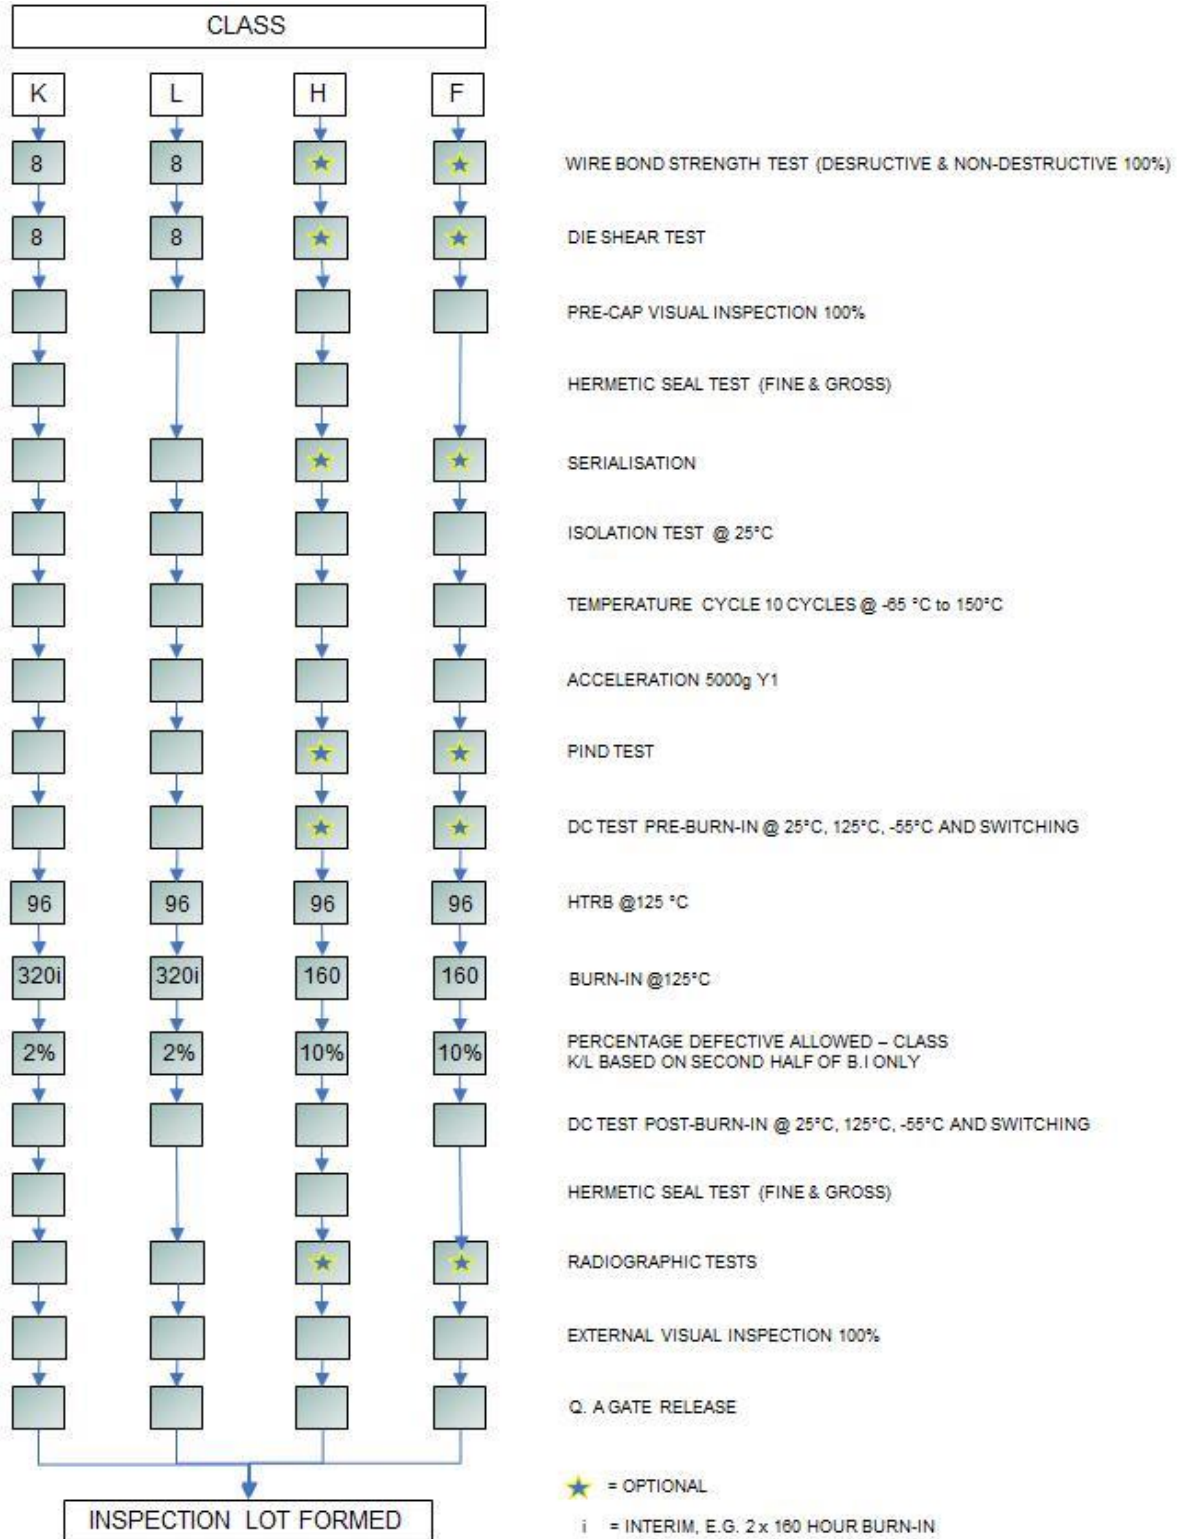 CLASS
K L H F
8 8 WIRE BOND STRENGTH TEST (DESRUCTIVE & NON-DESTRUCTIVE 100%)
8 8 DIE SHEAR TEST
PRE-CAP VISUAL INSPECTION 100%
HERMETIC SEAL TEST (FINE & GROSS)
SERIALISATION
ISOLATION TEST @ 25°C
TEMPERATURE CYCLE 10 CYCLES @ -65 °C to 150°C
ACCELERATION 5000g Y1
PIND TEST
DC TEST PRE-BURN-IN @ 25°C, 125°C, -55°C AND SWITCHING
96 96 96 96 HTRB @125 °C
320i 320i 160 160 BURN-IN @125°C
2% 2% 10% 10% PERCENTAGE DEFECTIVE ALLOWED – CLASS
K/L BASED ON SECOND HALF OF B.I ONLY
DC TEST POST-BURN-IN @ 25°C, 125°C, -55°C AND SWITCHING
HERMETIC SEAL TEST (FINE & GROSS)
RADIOGRAPHIC TESTS
EXTERNAL VISUAL INSPECTION 100%
Q. A GATE RELEASE
= OPTIONAL
INSPECTION LOT FORMED
i = INTERIM, E.G. 2 x 160 HOUR BURN-IN